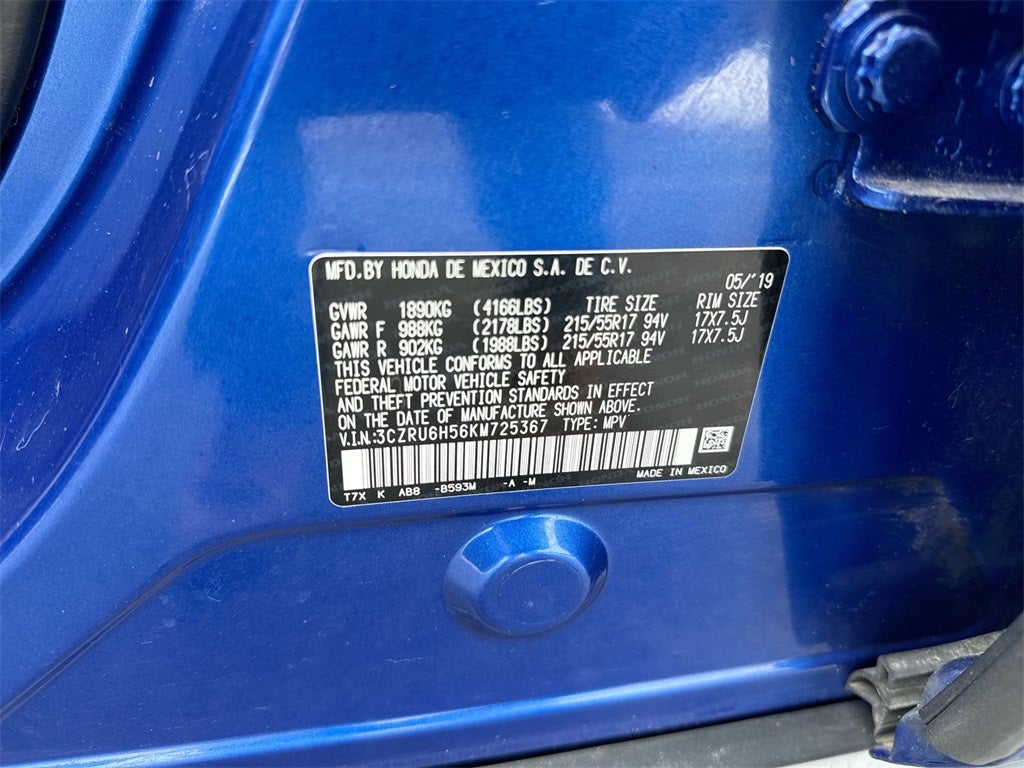 MFD.BY HONDA DE MEXICO S.A. DE C.V.
05/'19
GVWR 1890KG (4166LBS) TIRE SIZE RIM SIZE
GAWR F 988KG (2178LBS) 215/55R17 94V 17X7.5J
GAWR R 902KG (1988LBS) 215/55R17 94V 17X7.5J
THIS VEHICLE CONFORMS TO ALL APPLICABLE
FEDERAL MOTOR VEHICLE SAFETY
AND THEFT PREVENTION STANDARDS IN EFFECT
ON THE DATE OF MANUFACTURE SHOWN ABOVE.
V.I.N:3CZRU6H56KM725367 TYPE: MPV
MADE IN MEXICO
T7X K AB8 -B593M -A -M